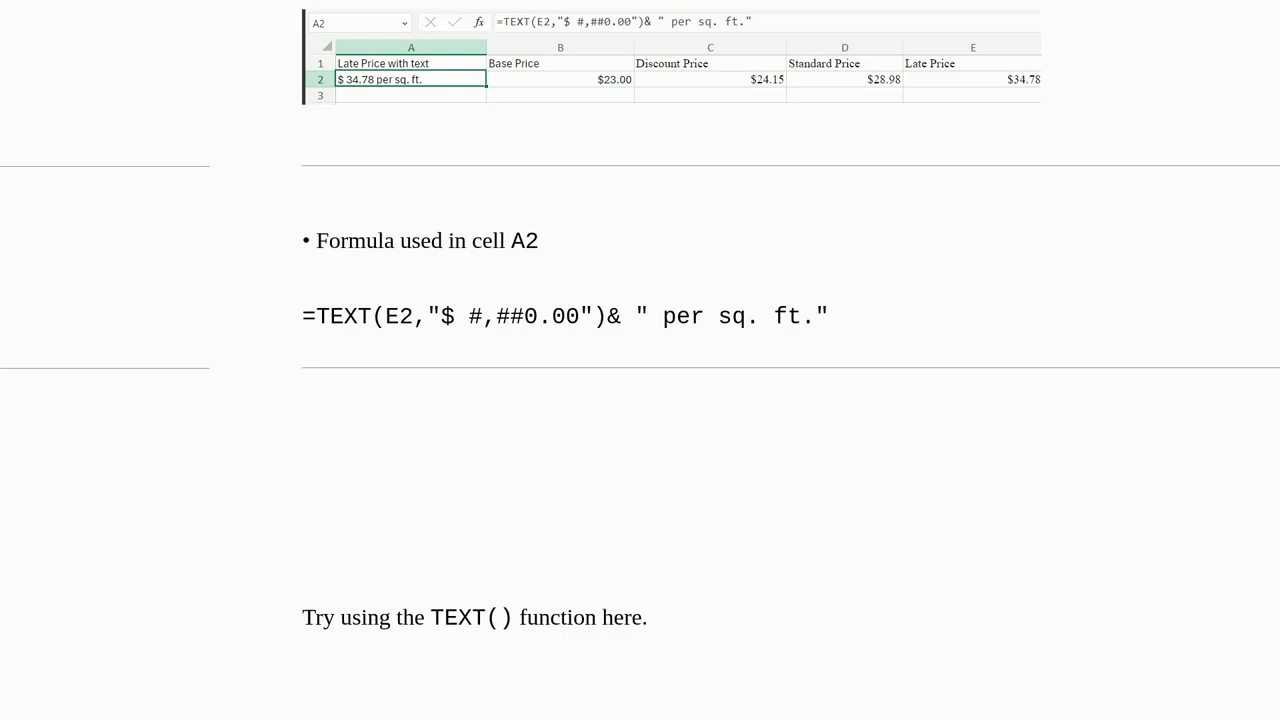 A2 fx =TEXT(E2,"$ #,##0.00")& " per sq. ft."
A B C D E
1 Late Price with text Base Price Discount Price Standard Price Late Price
2 $ 34.78 per sq. ft. $23.00 $24.15 $28.98 $34.78
3
• Formula used in cell A2
=TEXT(E2,"$ #,##0.00")& " per sq. ft."
Try using the TEXT() function here.